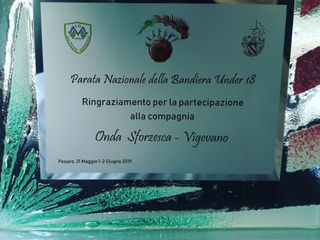 Parata Nazionale della Bandiera Under 18
Ringraziamento per la partecipazione
alla compagnia
Onda Sforzesca - Vigevano
Pesaro, 31 Maggio 1-2 Giugno 2019